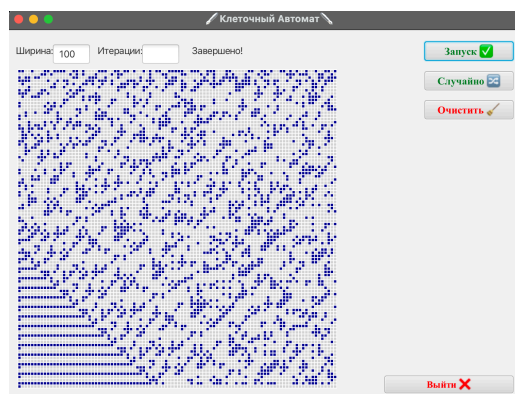 Клеточный Автомат
Ширина: 100 Итерации: Завершено!
Запуск
Случайно
Очистить
Выйти